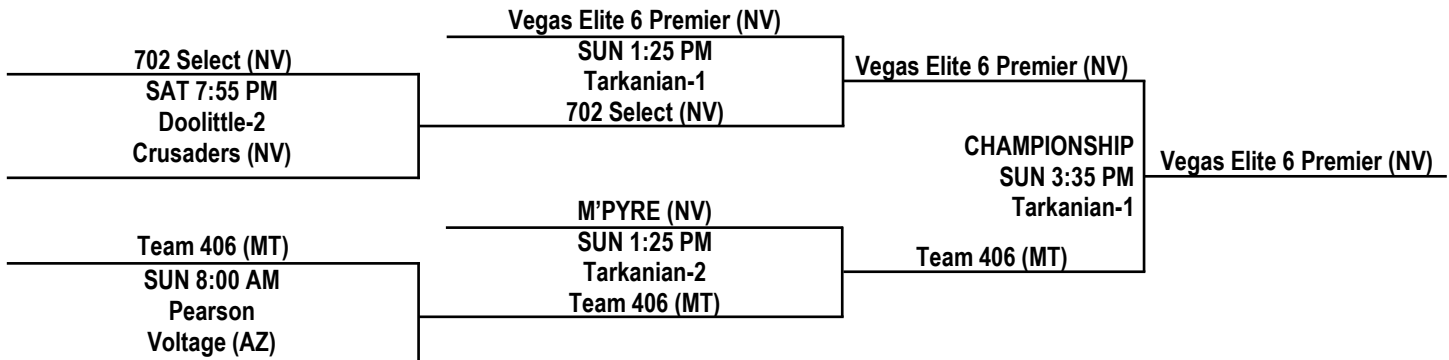 702 Select (NV)
SAT 7:55 PM
Doolittle-2
Crusaders (NV)
Team 406 (MT)
SUN 8:00 AM
Pearson
Voltage (AZ)
Vegas Elite 6 Premier (NV)
SUN 1:25 PM
Tarkanian-1
702 Select (NV)
M'PYRE (NV)
SUN 1:25 PM
Tarkanian-2
Team 406 (MT)
Vegas Elite 6 Premier (NV)
CHAMPIONSHIP
SUN 3:35 PM
Tarkanian-1
Team 406 (MT)
Vegas Elite 6 Premier (NV)